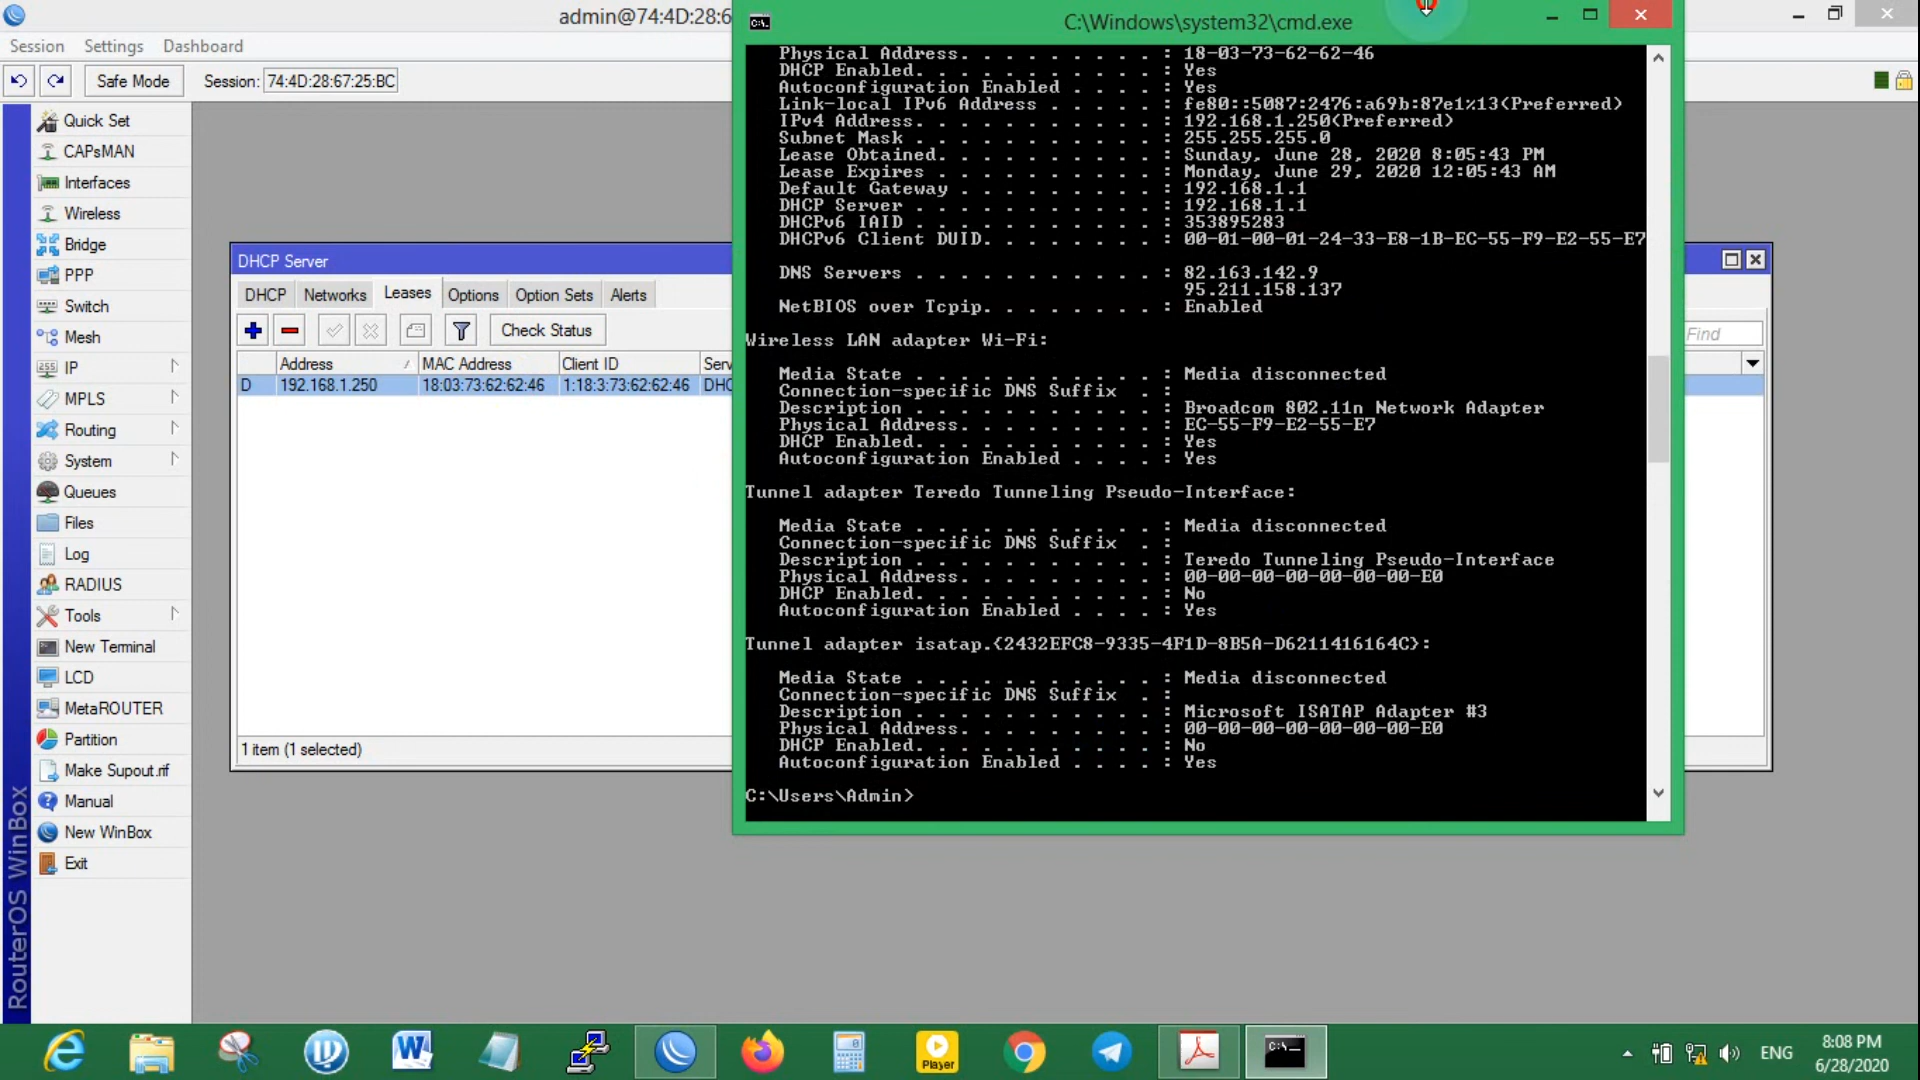 admin@74:4D:28:6
Session Settings Dashboard
Safe Mode Session: 74:4D:28:67:25:BC
Quick Set
CAPsMAN
Interfaces
Wireless
Bridge
PPP
Switch
Mesh
IP
MPLS
Routing
System
Queues
Files
Log
RADIUS
Tools
New Terminal
LCD
MetaROUTER
Partition
Make Supout.rif
Manual
New WinBox
Exit
RouterOS WinBox
DHCP Server
DHCP Networks Leases Options Option Sets Alerts
Check Status
Find
Address MAC Address Client ID Serv
D 192.168.1.250 18:03:73:62:62:46 1:18:3:73:62:62:46 DHC
1 item (1 selected)
C:\Windows\system32\cmd.exe
Physical Address. . . . . . . . . : 18-03-73-62-62-46
DHCP Enabled. . . . . . . . . . . : Yes
Autoconfiguration Enabled . . . . : Yes
Link-local IPv6 Address . . . . . : fe80::5087:2476:a69b:87e1%13(Preferred)
IPv4 Address. . . . . . . . . . . : 192.168.1.250(Preferred)
Subnet Mask . . . . . . . . . . . : 255.255.255.0
Lease Obtained. . . . . . . . . . : Sunday, June 28, 2020 8:05:43 PM
Lease Expires . . . . . . . . . . : Monday, June 29, 2020 12:05:43 AM
Default Gateway . . . . . . . . . : 192.168.1.1
DHCP Server . . . . . . . . . . . : 192.168.1.1
DHCPv6 IAID . . . . . . . . . . . : 353895283
DHCPv6 Client DUID. . . . . . . . : 00-01-00-01-24-33-E8-1B-EC-55-F9-E2-55-E7
DNS Servers . . . . . . . . . . . : 82.163.142.9
95.211.158.137
NetBIOS over Tcpip. . . . . . . . : Enabled
Wireless LAN adapter Wi-Fi:
Media State . . . . . . . . . . . : Media disconnected
Connection-specific DNS Suffix . :
Description . . . . . . . . . . . : Broadcom 802.11n Network Adapter
Physical Address. . . . . . . . . : EC-55-F9-E2-55-E7
DHCP Enabled. . . . . . . . . . . : Yes
Autoconfiguration Enabled . . . . : Yes
Tunnel adapter Teredo Tunneling Pseudo-Interface:
Media State . . . . . . . . . . . : Media disconnected
Connection-specific DNS Suffix . :
Description . . . . . . . . . . . : Teredo Tunneling Pseudo-Interface
Physical Address. . . . . . . . . : 00-00-00-00-00-00-00-E0
DHCP Enabled. . . . . . . . . . . : No
Autoconfiguration Enabled . . . . : Yes
Tunnel adapter isatap.{2432EFC8-9335-4F1D-8B5A-D6211416164C}:
Media State . . . . . . . . . . . : Media disconnected
Connection-specific DNS Suffix . :
Description . . . . . . . . . . . : Microsoft ISATAP Adapter #3
Physical Address. . . . . . . . . : 00-00-00-00-00-00-00-E0
DHCP Enabled. . . . . . . . . . . : No
Autoconfiguration Enabled . . . . : Yes
C:\Users\Admin>
Player
ENG
8:08 PM
6/28/2020